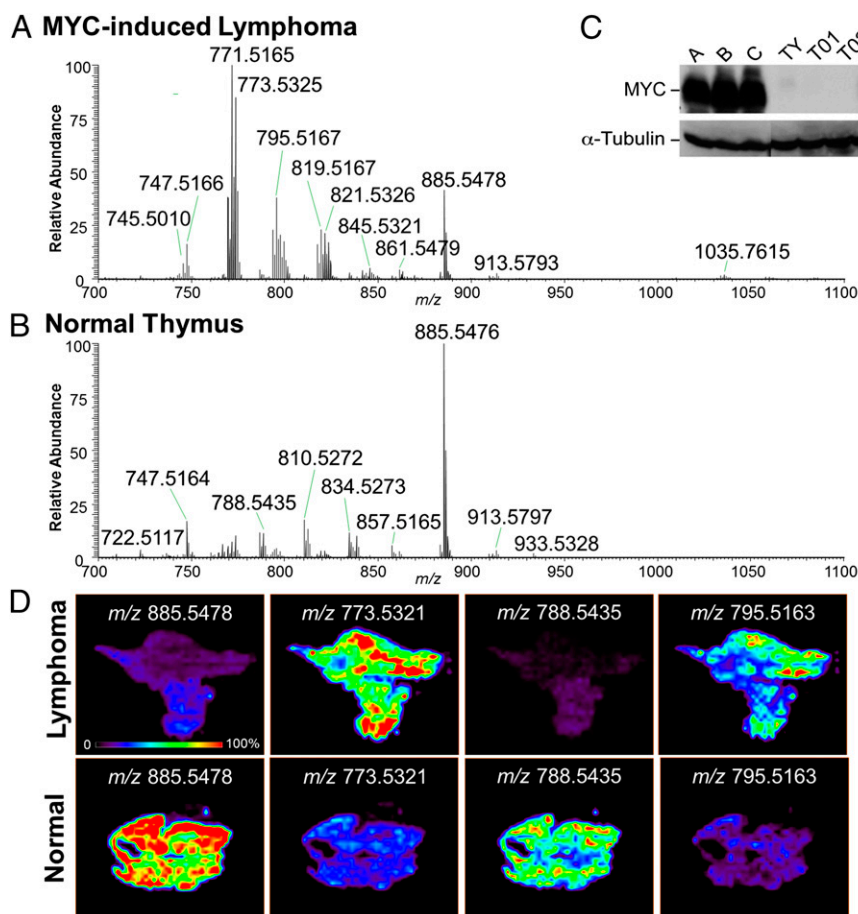 A MYC-induced Lymphoma
771.5165
773.5325
795.5167
747.5166
745.5010
819.5167
821.5326
845.5321
861.5479
885.5478
913.5793
1035.7615
Relative Abundance
100
75
50
25
0
700 750 800 850 900 950 1000 1050 1100
m/z
C
A B C TY T01
MYC
α-Tubulin
B Normal Thymus
885.5476
747.5164
722.5117
788.5435
810.5272
834.5273
857.5165
913.5797
933.5328
Relative Abundance
100
75
50
25
0
700 750 800 850 900 950 1000 1050 1100
m/z
D
Lymphoma
m/z 885.5478 m/z 773.5321 m/z 788.5435 m/z 795.5163
0 100%
Normal
m/z 885.5478 m/z 773.5321 m/z 788.5435 m/z 795.5163